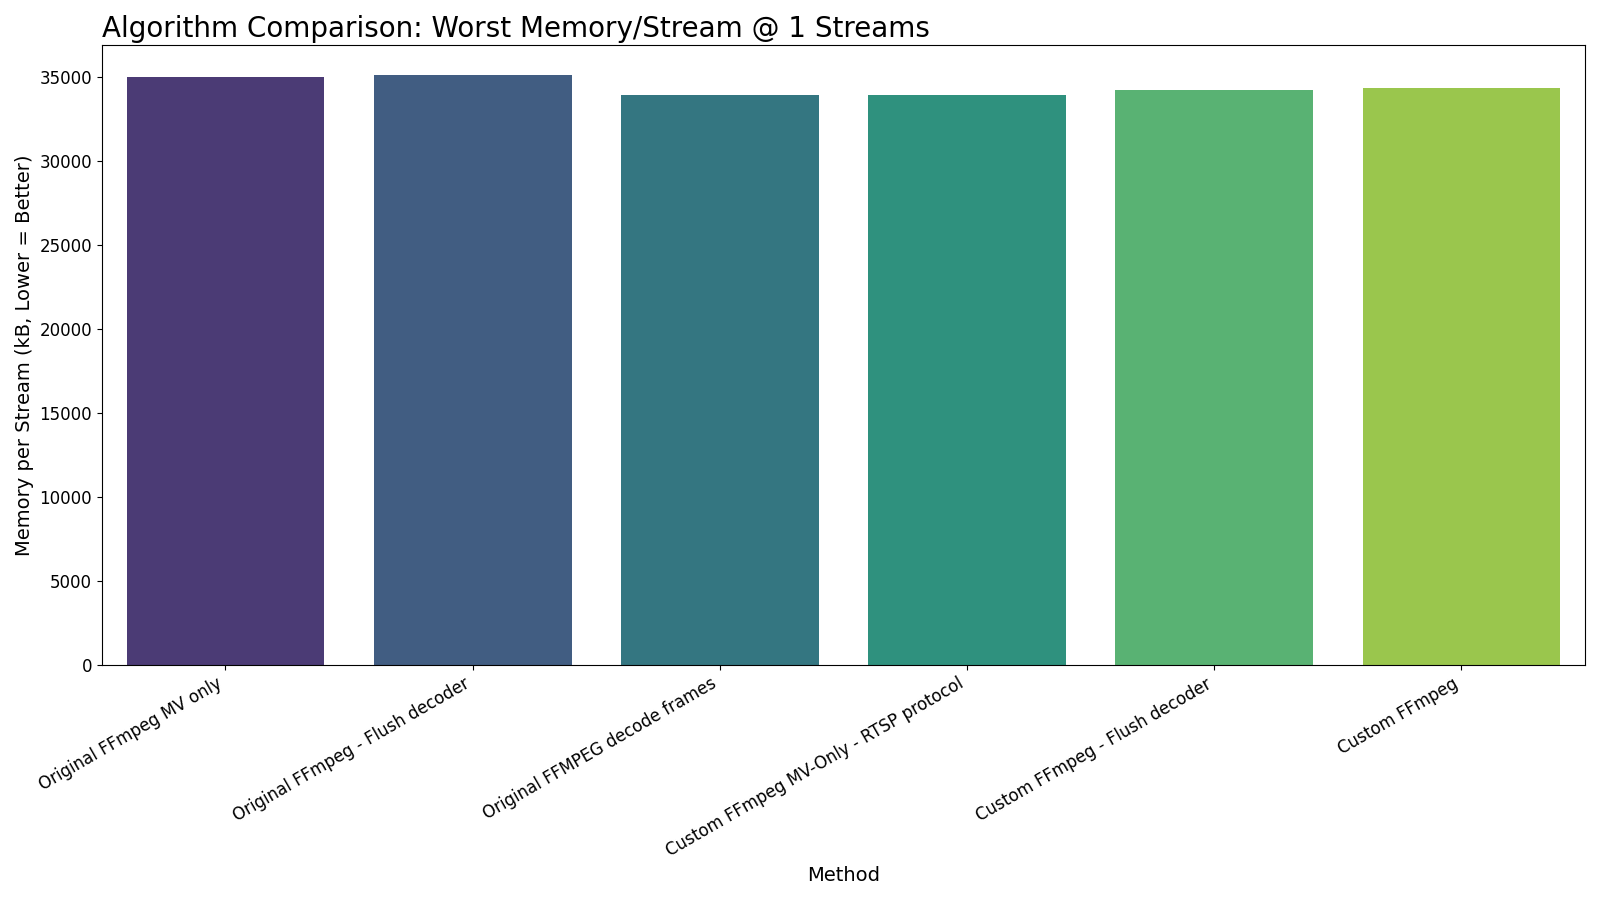 Algorithm Comparison: Worst Memory/Stream @ 1 Streams
Memory per Stream (kB, Lower = Better)
35000
30000
25000
20000
15000
10000
5000
0
Original FFmpeg MV only
Original FFmpeg - Flush decoder
Original FFMPEG decode frames
Custom FFmpeg MV-Only - RTSP protocol
Custom FFmpeg - Flush decoder
Custom FFmpeg
Method